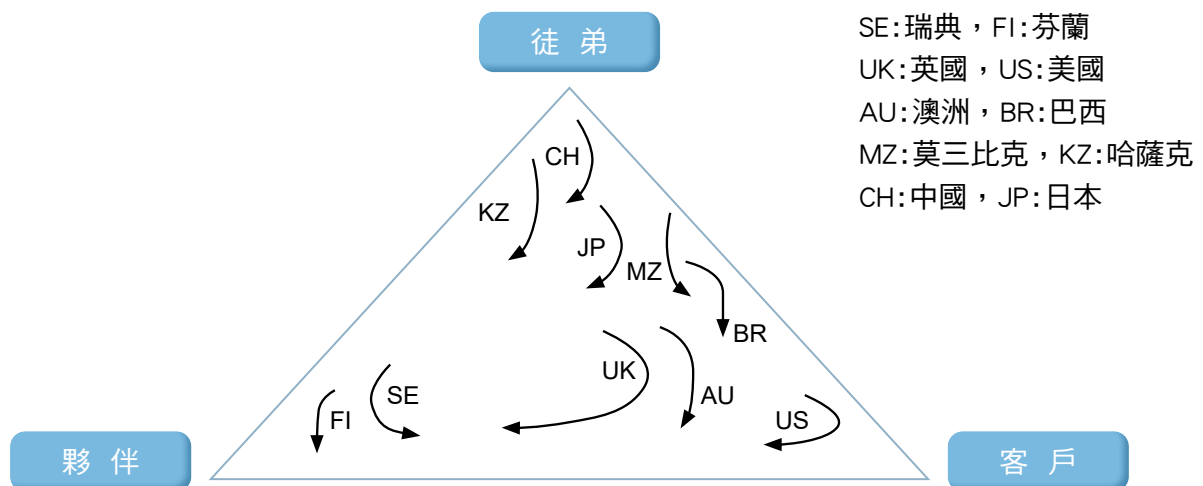 徒弟
SE:瑞典，FI:芬蘭
UK:英國，US:美國
AU:澳洲，BR:巴西
MZ:莫三比克，KZ:哈薩克
CH:中國，JP:日本
CH
KZ
JP
MZ
BR
UK
SE
AU
FI
US
夥伴
客戶